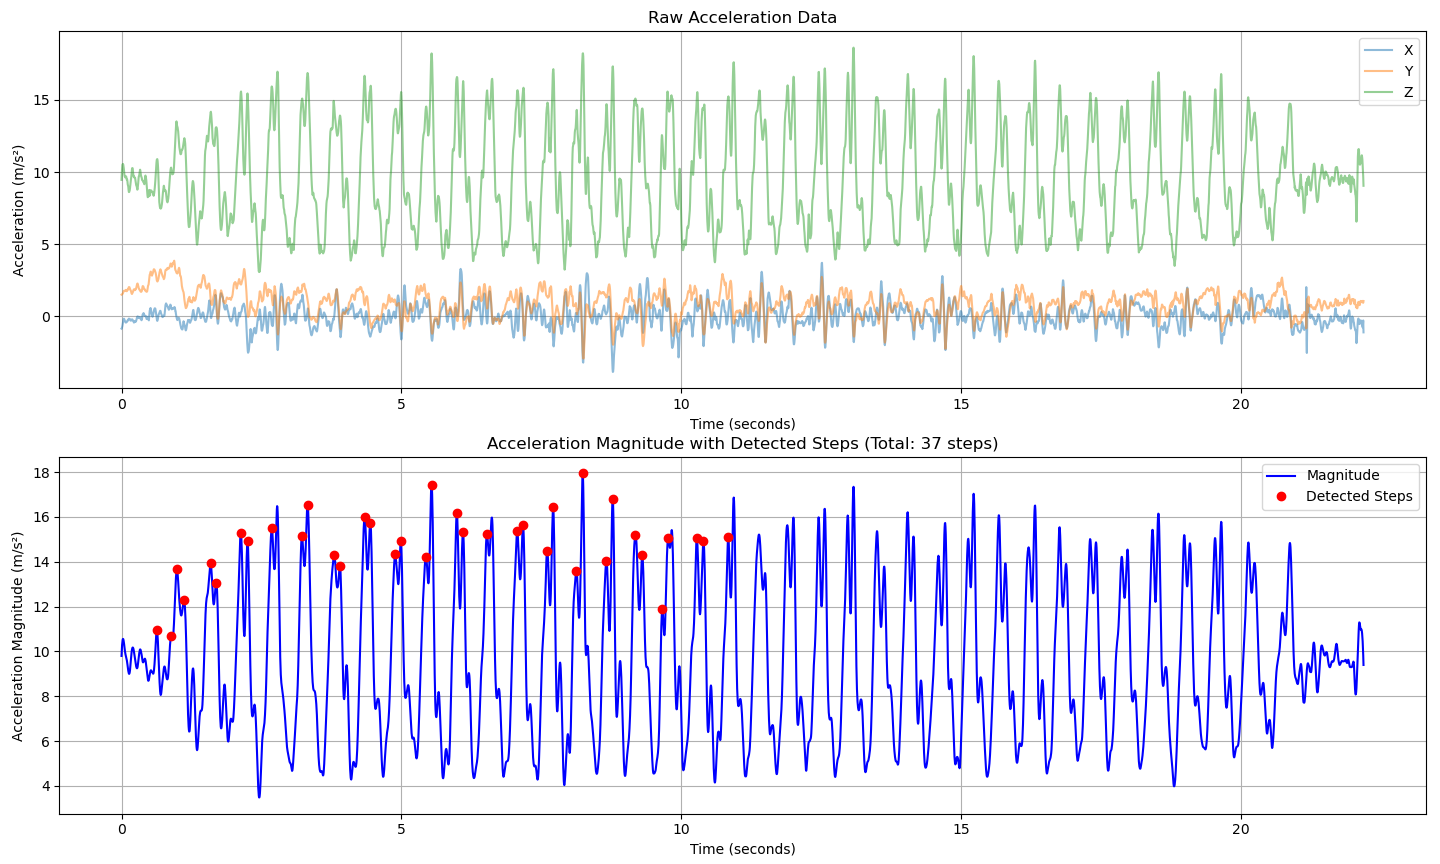 Raw Acceleration Data
X
Y
Z
15
10
5
0
Acceleration (m/s²)
0 5 10 15 20
Time (seconds)
Acceleration Magnitude with Detected Steps (Total: 37 steps)
Magnitude
Detected Steps
18
16
14
12
10
8
6
4
Acceleration Magnitude (m/s²)
0 5 10 15 20
Time (seconds)